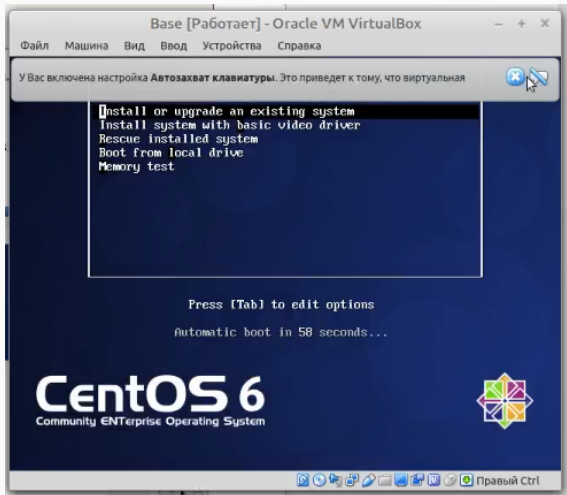 Base [Работает] - Oracle VM VirtualBox
Файл Машина Вид Ввод Устройства Справка
У Вас включена настройка Автозахват клавиатуры. Это приведет к тому, что виртуальная
Install or upgrade an existing system
Install system with basic video driver
Rescue installed system
Boot from local drive
Memory test
Press [Tab] to edit options
Automatic boot in 58 seconds...
CentOS 6
Community ENTerprise Operating System
Правый Ctrl